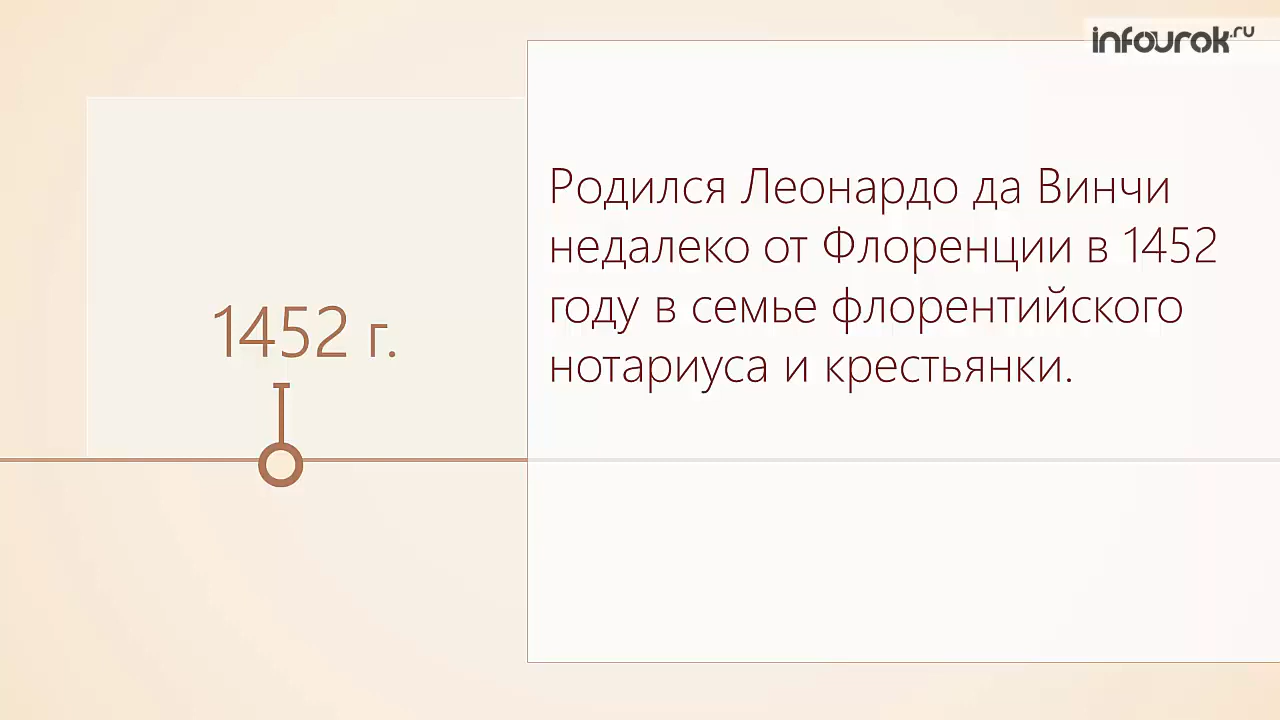 infourok.ru
Родился Леонардо да Винчи
недалеко от Флоренции в 1452
году в семье флорентийского
нотариуса и крестьянки.
1452 г.